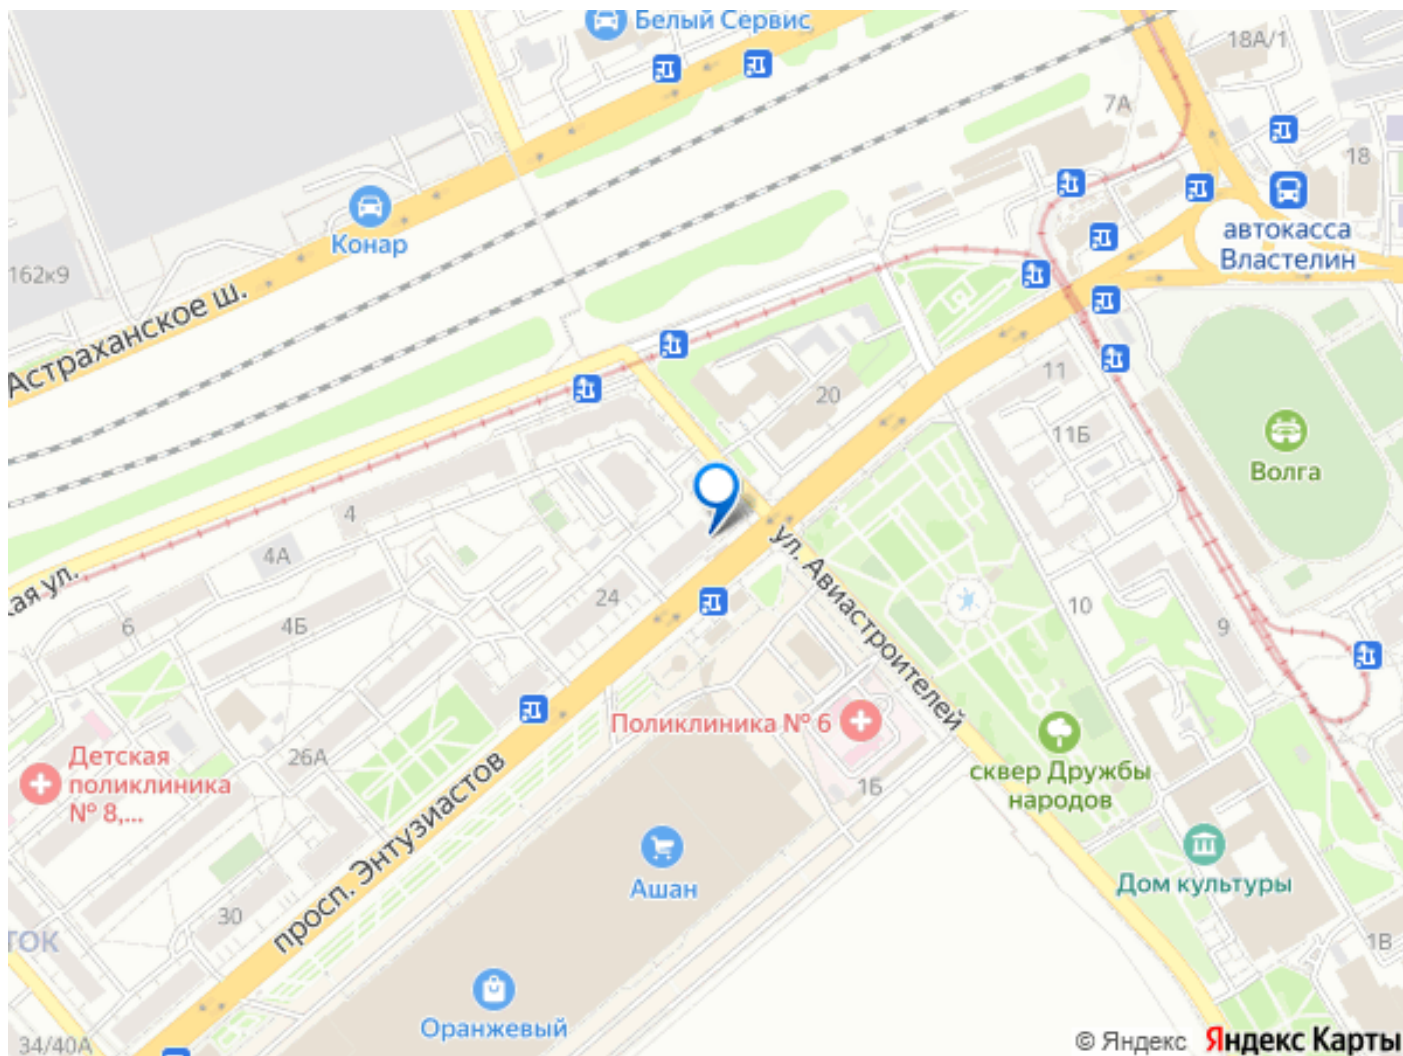 Белый Сервис
18А/1
7А
18
Конар
автокасса
Властелин
162к9
Астраханское ш.
20
11
11Б
Волга
4
4А
ул. Авиастроителей
кая ул.
24
10
6
4Б
9
Поликлиника № 6
Детская
поликлиника
№ 8,...
26А
1Б
сквер Дружбы
народов
просп. Энтузиастов
Ашан
Дом культуры
30
ТОК
1В
Оранжевый
34/40А
© Яндекс Яндекс Карты